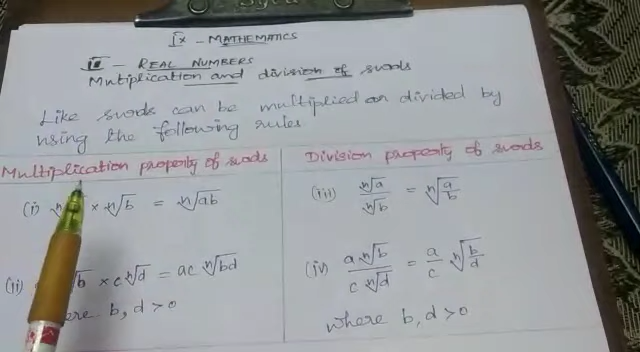 IX - MATHEMATICS
II - REAL NUMBERS
Mutiplication and division of surds
Like surds can be multiplied or divided by
using the following rules
Multiplication property of surds
(i) × ⁿ√b = ⁿ√ab
(ii) b × c ⁿ√d = ac ⁿ√bd
where b, d > 0
Division property of surds
(iii) ⁿ√a / ⁿ√b = ⁿ√(a/b)
(iv) a ⁿ√b / c ⁿ√d = a/c ⁿ√(b/d)
where b, d > 0